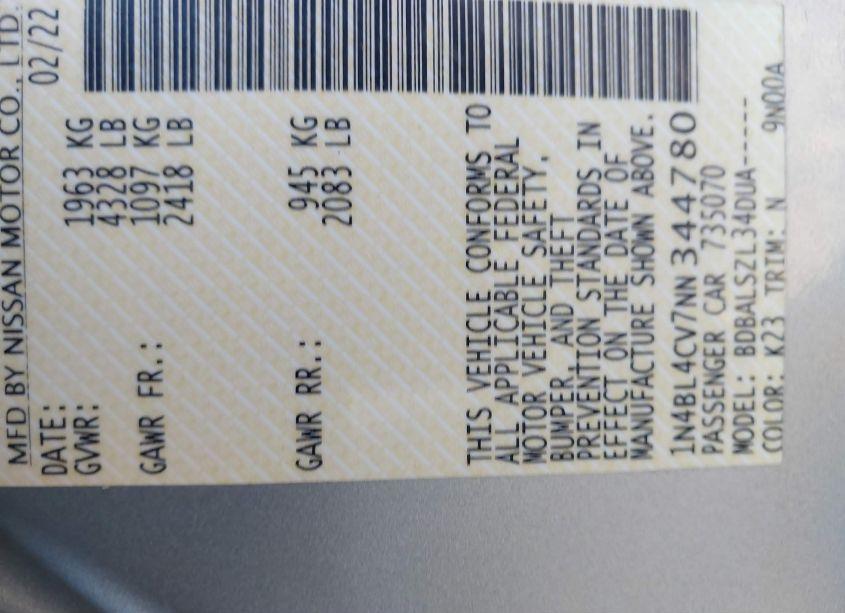 MFD BY NISSAN MOTOR CO., LTD.
DATE: 02/22
GVWR: 1963 KG
4328 LB
GAWR FR.: 1097 KG
2418 LB
GAWR RR.: 945 KG
2083 LB
THIS VEHICLE CONFORMS TO
ALL APPLICABLE FEDERAL
MOTOR VEHICLE SAFETY,
BUMPER, AND THEFT
PREVENTION STANDARDS IN
EFFECT ON THE DATE OF
MANUFACTURE SHOWN ABOVE.
1N4BL4CV7NN344780
PASSENGER CAR 735070
MODEL: BDBALSZL34DUA-----
COLOR: K23 TRIM: N 9N00A